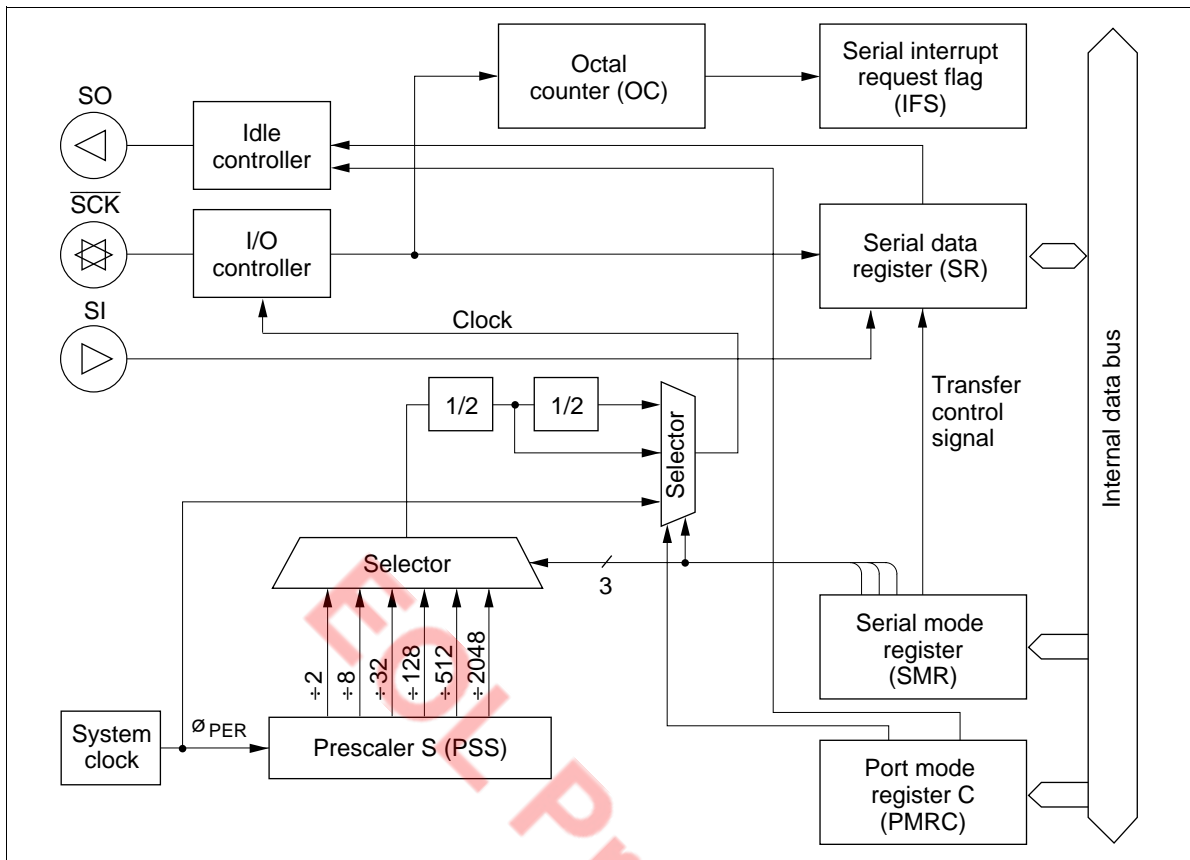 Octal
counter (OC)
Serial interrupt
request flag
(IFS)
SO
Idle
controller
SCK
I/O
controller
Serial data
register (SR)
SI
Clock
Transfer
control
signal
1/2
1/2
Selector
Internal data bus
Selector
3
÷2
÷8
÷32
÷128
÷512
÷2048
Serial mode
register
(SMR)
System
clock
ø PER
Prescaler S (PSS)
Port mode
register C
(PMRC)
EOL Pr